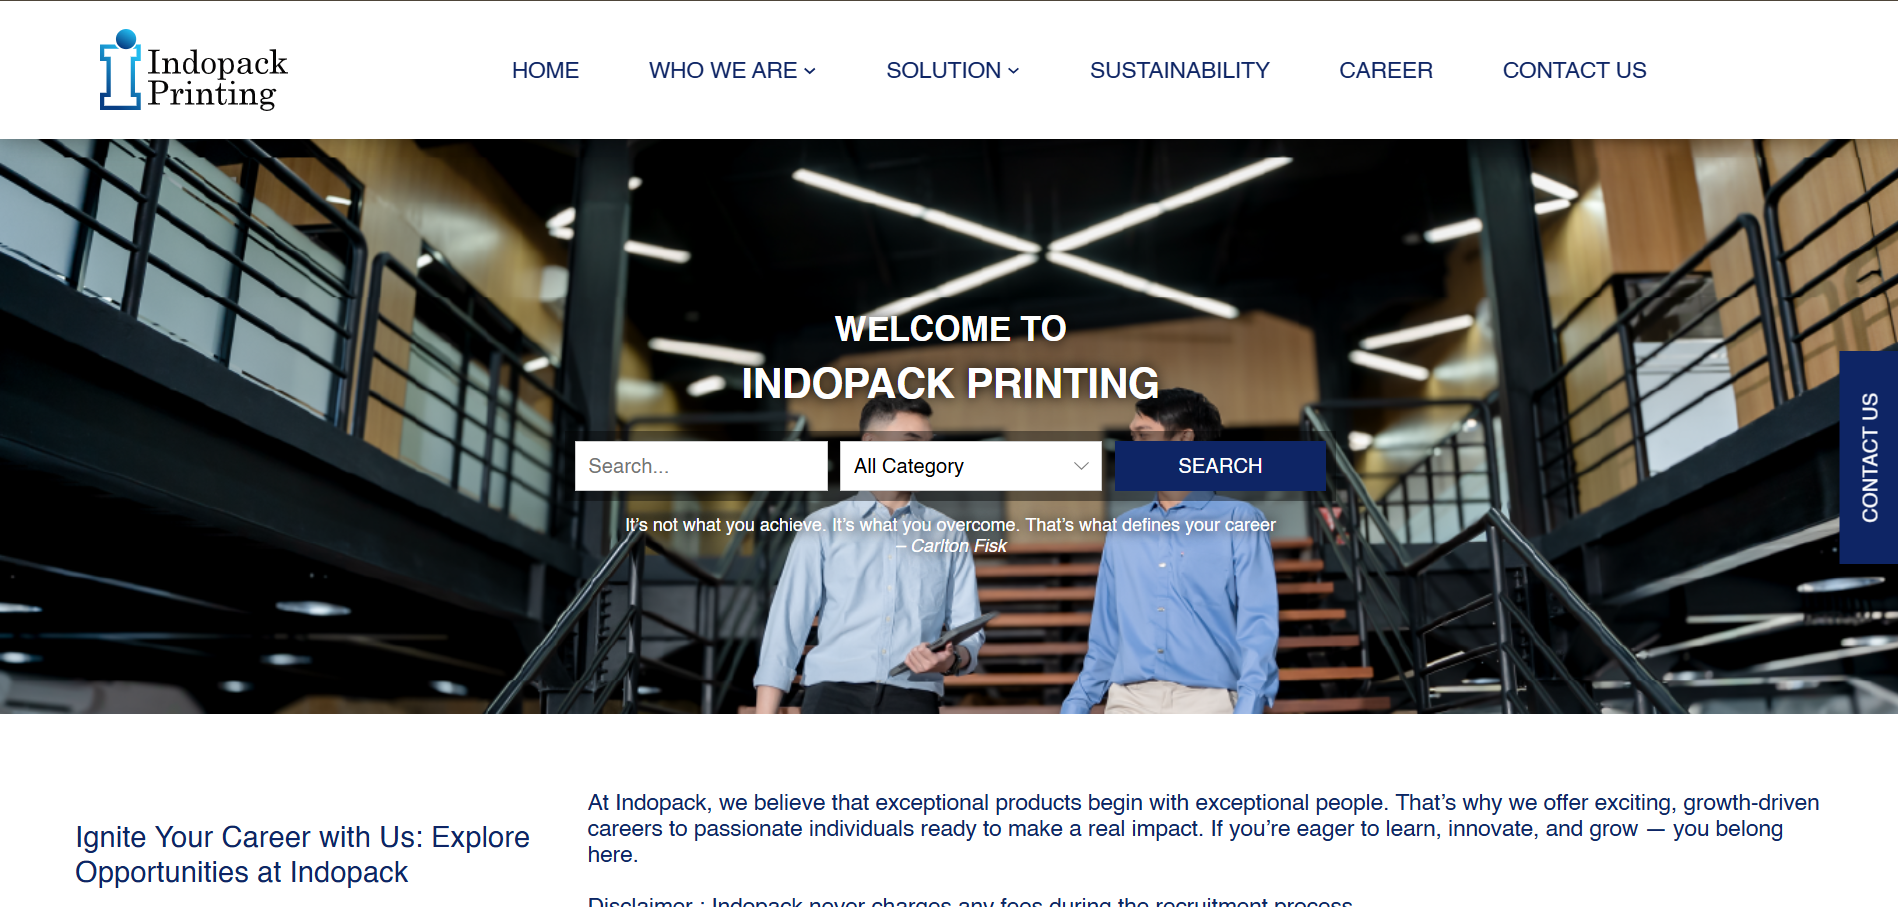 Indopack
Printing
HOME
WHO WE ARE
SOLUTION
SUSTAINABILITY
CAREER
CONTACT US
WELCOME TO
INDOPACK PRINTING
Search...
All Category
SEARCH
It’s not what you achieve. It’s what you overcome. That’s what defines your career
– Carlton Fisk
CONTACT US
Ignite Your Career with Us: Explore
Opportunities at Indopack
At Indopack, we believe that exceptional products begin with exceptional people. That’s why we offer exciting, growth-driven
careers to passionate individuals ready to make a real impact. If you’re eager to learn, innovate, and grow — you belong
here.
Disclaimer : Indopack never charges any fees during the recruitment process